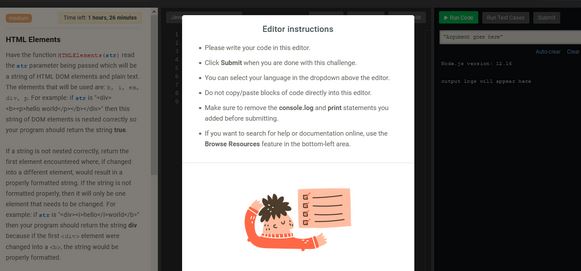 medium
Time left: 1 hours, 26 minutes
HTML Elements
Have the function HTMLElements(str) read
the str parameter being passed which will be
a string of HTML DOM elements and plain text.
The elements that will be used are: b, i, em,
div, p. For example: if str is "<div>
<b><p>hello world</p></b></div>" then this
string of DOM elements is nested correctly so
your program should return the string true.
If a string is not nested correctly, return the
first element encountered where, if changed
into a different element, would result in a
properly formatted string. If the string is not
formatted properly, then it will only be one
element that needs to be changed. For
example: if str is "<div><i>hello</i>world</b>"
then your program should return the string div
because if the first <div> element were
changed into a <b>, the string would be
properly formatted.
Editor instructions
Please write your code in this editor.
Click Submit when you are done with this challenge.
You can select your language in the dropdown above the editor.
Do not copy/paste blocks of code directly into this editor.
Make sure to remove the console.log and print statements you
added before submitting.
If you want to search for help or documentation online, use the
Browse Resources feature in the bottom-left area.
Run Code
Run Test Cases
Submit
"Argument goes here"
Auto-clear
Clear
Node.js version: 12.14
output logs will appear here